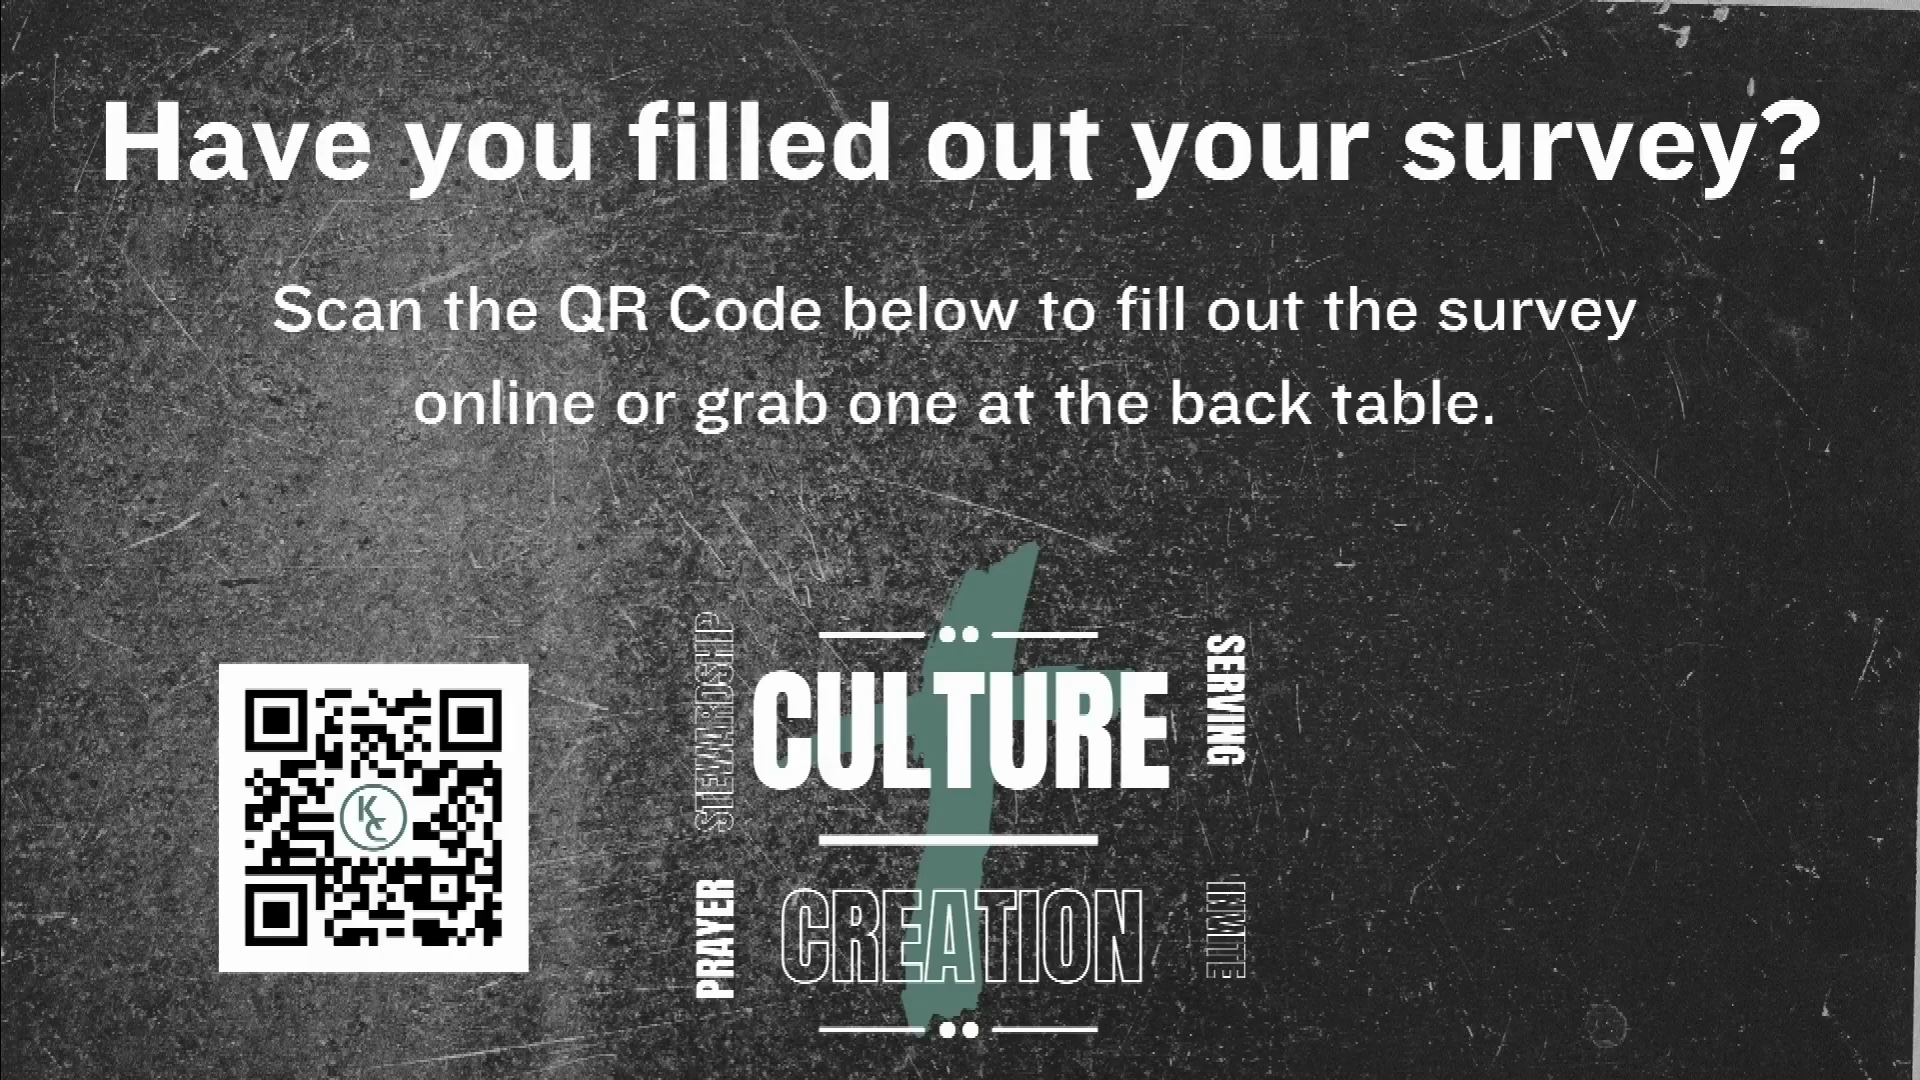 Have you filled out your survey?
Scan the QR Code below to fill out the survey
online or grab one at the back table.
STEWARDSHIP
PRAYER
CULTURE
CREATION
SERVING
INVITE
KC